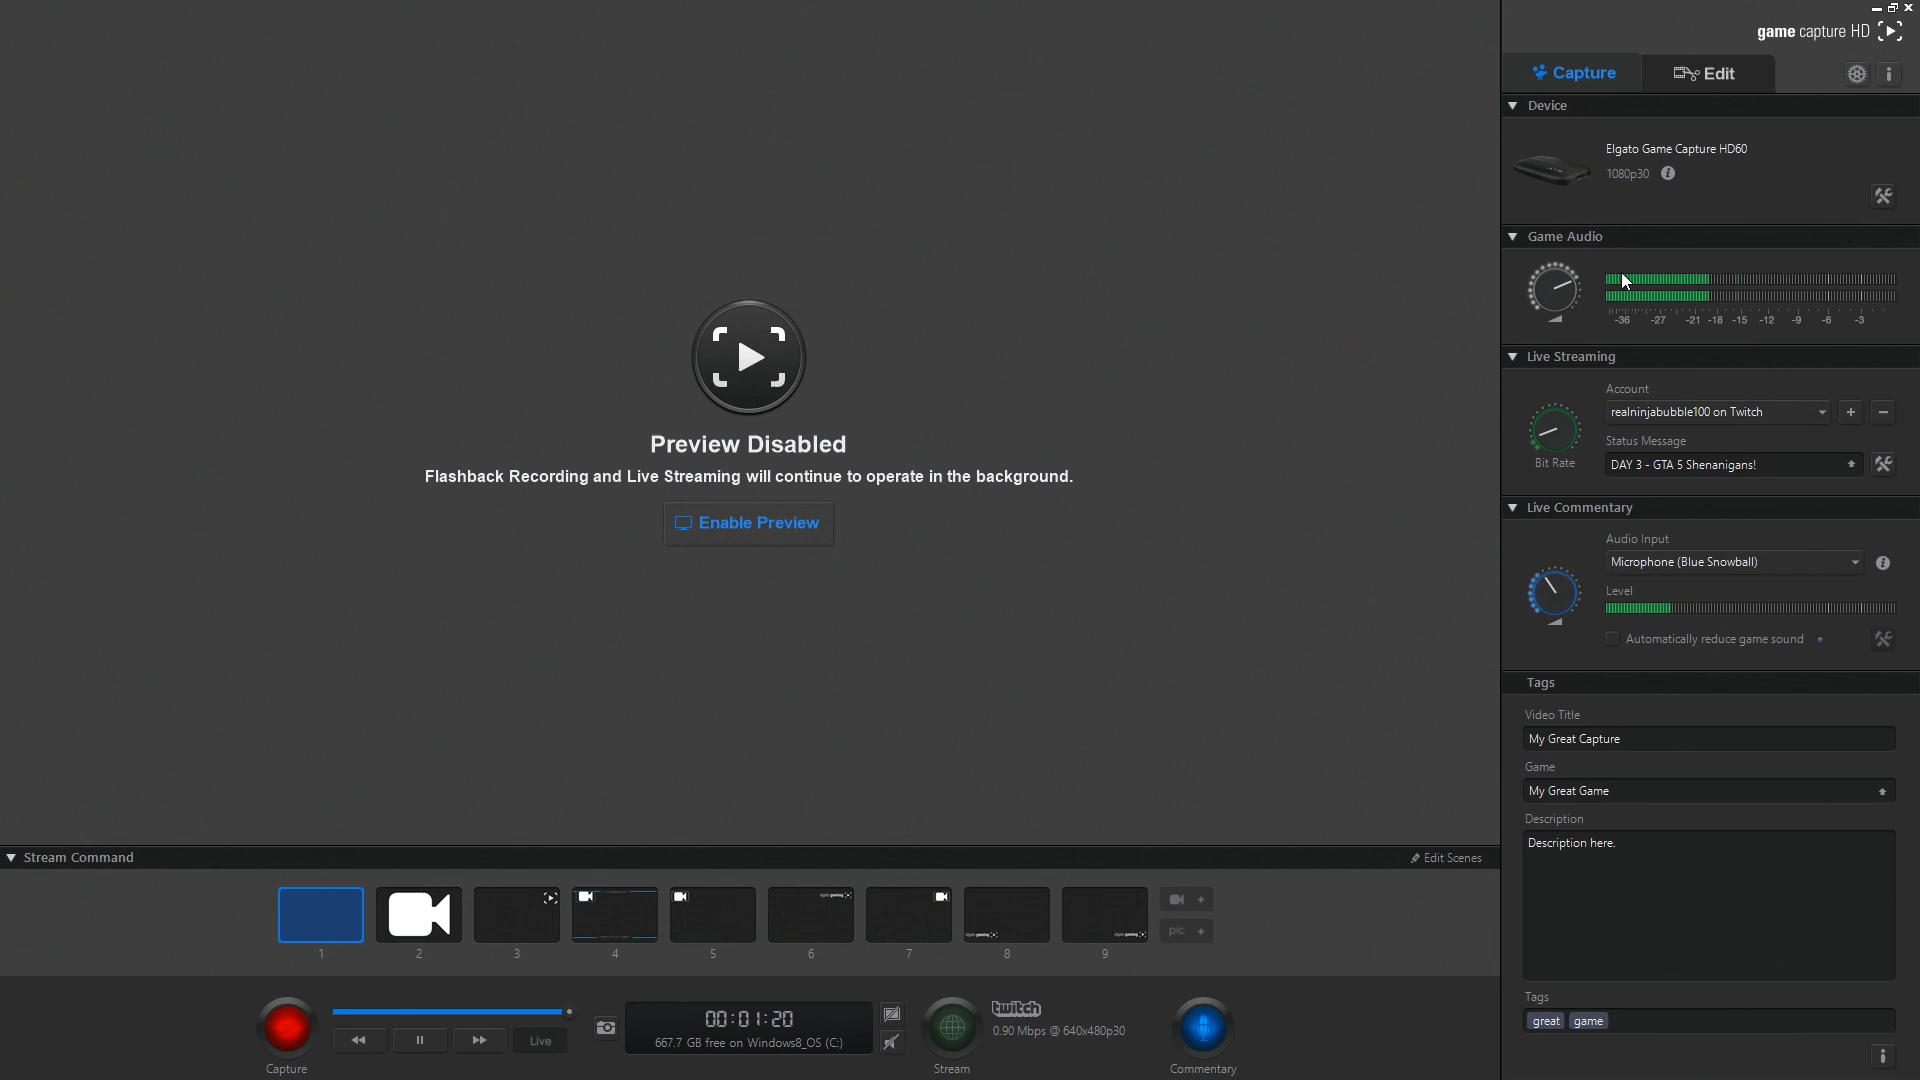 game capture HD
Capture
Edit
Device
Elgato Game Capture HD60
1080p30
Game Audio
-36 -27 -21 -18 -15 -12 -9 -6 -3
Live Streaming
Account
realninjabubble100 on Twitch
Status Message
Bit Rate
DAY 3 - GTA 5 Shenanigans!
Live Commentary
Audio Input
Microphone (Blue Snowball)
Level
Automatically reduce game sound
Tags
Video Title
My Great Capture
Game
My Great Game
Description
Description here.
Tags
great game
Preview Disabled
Flashback Recording and Live Streaming will continue to operate in the background.
Enable Preview
Stream Command
Edit Scenes
1 2 3 4 5 6 7 8 9
pic +
00:01:20
667.7 GB free on Windows8_OS (C:)
Live
twitch
0.90 Mbps @ 640x480p30
Capture
Stream
Commentary